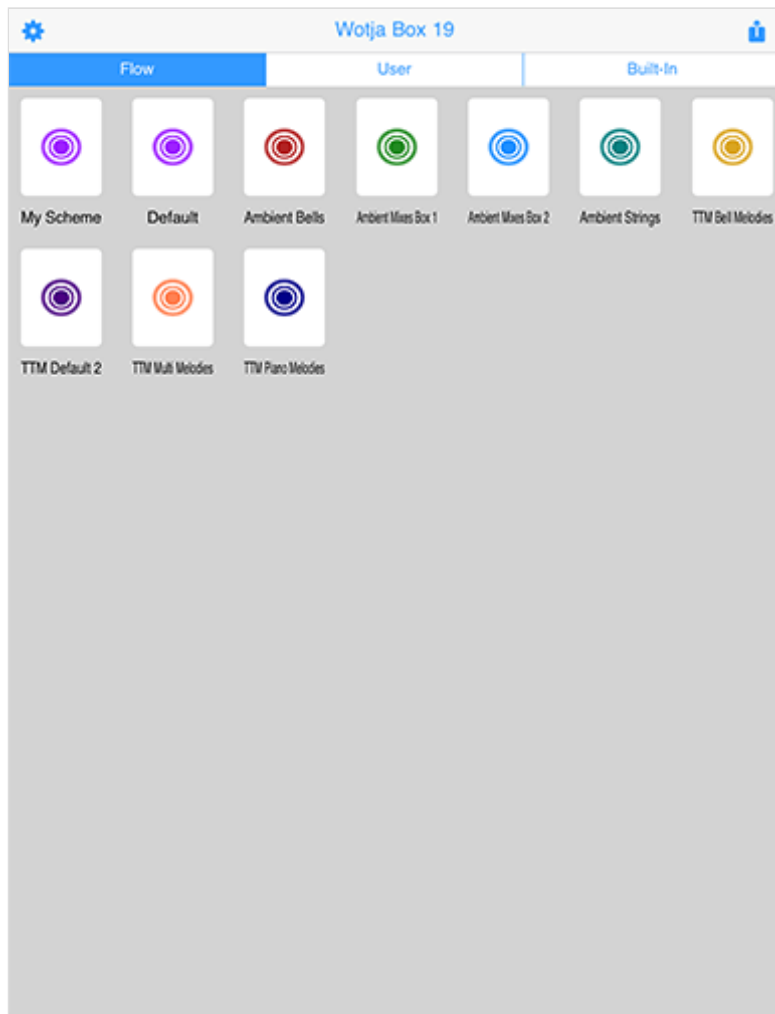 Wotja Box 19
Flow User Built-In
My Scheme Default Ambient Bells Ambient Mixes Box 1 Ambient Mixes Box 2 Ambient Strings TTM Bell Melodies
TTM Default 2 TTM Multi Melodies TTM Piano Melodies